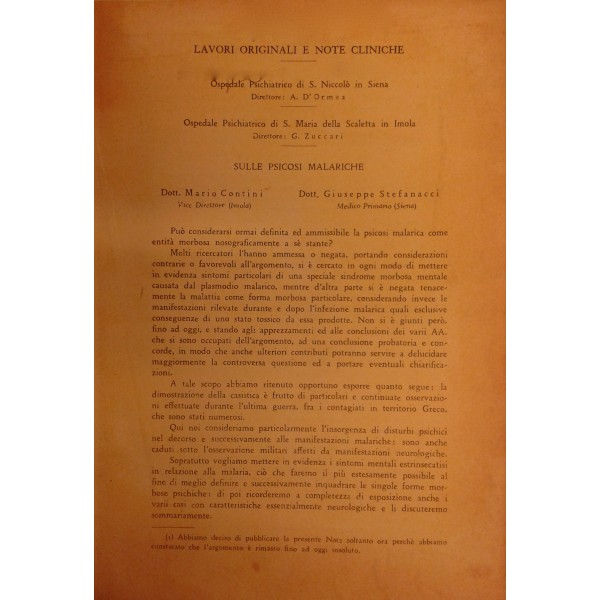 LAVORI ORIGINALI E NOTE CLINICHE
Ospedale Psichiatrico di S. Niccolò in Siena
Direttore: A. D'Ormea
Ospedale Psichiatrico di S. Maria della Scaletta in Imola
Direttore: G. Zuccari
SULLE PSICOSI MALARICHE
Dott. Mario Contini Dott. Giuseppe Stefanacci
Vice Direttore (Imola) Medico Primario (Siena)
Può considerarsi ormai definita ed ammissibile la psicosi malarica come
entità morbosa nosograficamente a sè stante?
Molti ricercatori l'hanno ammessa o negata, portando considerazioni
contrarie o favorevoli all'argomento, si è cercato in ogni modo di mettere
in evidenza sintomi particolari di una speciale sindrome morbosa mentale
causata dal plasmodio malarico, mentre d'altra parte si è negata tenace-
mente la malattia come forma morbosa particolare, considerando invece le
manifestazioni rilevate durante e dopo l'infezione malarica quali esclusive
conseguenze di uno stato tossico da essa prodotte. Non si è giunti però,
fino ad oggi, e stando agli apprezzamenti ed alle conclusioni dei varii AA.
che si sono occupati dell'argomento, ad una conclusione probatoria e con-
corde, in modo che anche ulteriori contributi potranno servire a delucidare
maggiormente la controversa questione ed a portare eventuali chiarifica-
zioni.
A tale scopo abbiamo ritenuto opportuno esporre quanto segue: la
dimostrazione della casistica è frutto di particolari e continuate osservazio-
ni effettuate durante l'ultima guerra, fra i contagiati in territorio Greco,
che sono stati numerosi.
Qui noi consideriamo particolarmente l'insorgenza di disturbi psichici
nel decorso e successivamente alle manifestazioni malariche: sono anche
caduti sotto l'osservazione militari affetti da manifestazioni neurologiche.
Sopratutto vogliamo mettere in evidenza i sintomi mentali estrinsecatisi
in relazione alla malaria, ciò che faremo il più estesamente possibile al
fine di meglio definire e successivamente inquadrare le singole forme mor-
bose psichiche: di poi ricorderemo a completezza di esposizione anche i
varii casi con caratteristiche essenzialmente neurologiche e li discuteremo
sommariamente.
(1) Abbiamo deciso di pubblicare la presente Nota soltanto ora perchè abbiamo
constatato che l'argomento è rimasto fino ad oggi insoluto.